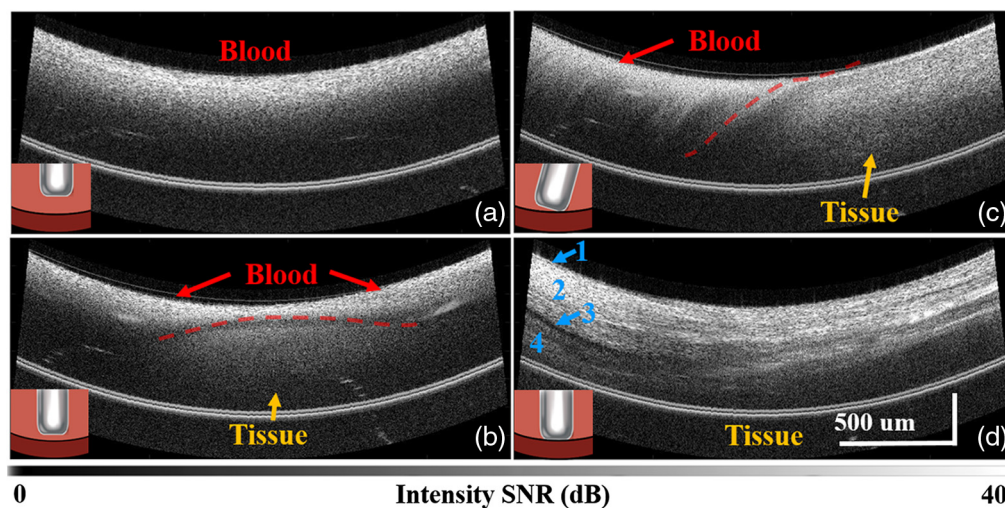 Blood
(a)
Blood
Tissue
(c)
Blood
Tissue
(b)
1
2
3
4
500 um
Tissue
(d)
0
Intensity SNR (dB)
40